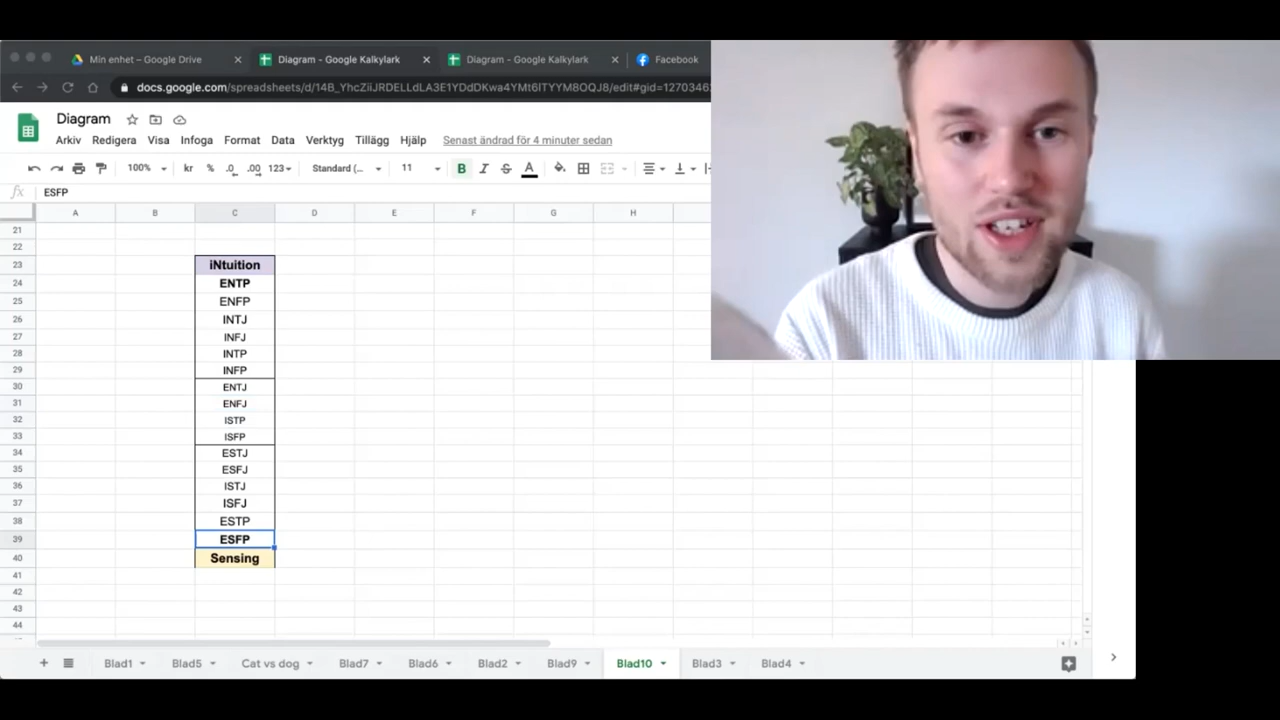 Min enhet – Google Drive
Diagram - Google Kalkylark
Diagram - Google Kalkylark
Facebook
docs.google.com/spreadsheets/d/14B_YhcZiiJRDELLdLA3E1YDdDKwa4YMt6ITYYM8OQJ8/edit#gid=12703462
Diagram
Arkiv Redigera Visa Infoga Format Data Verktyg Tillägg Hjälp Senast ändrad för 4 minuter sedan
100% kr % .0 .00 123 Standard (... 11 B I S A
fx ESFP
A B C D E F G H
21
22
23 iNtuition
24 ENTP
25 ENFP
26 INTJ
27 INFJ
28 INTP
29 INFP
30 ENTJ
31 ENFJ
32 ISTP
33 ISFP
34 ESTJ
35 ESFJ
36 ISTJ
37 ISFJ
38 ESTP
39 ESFP
40 Sensing
41
42
43
44
+ Blad1 Blad5 Cat vs dog Blad7 Blad6 Blad2 Blad9 Blad10 Blad3 Blad4